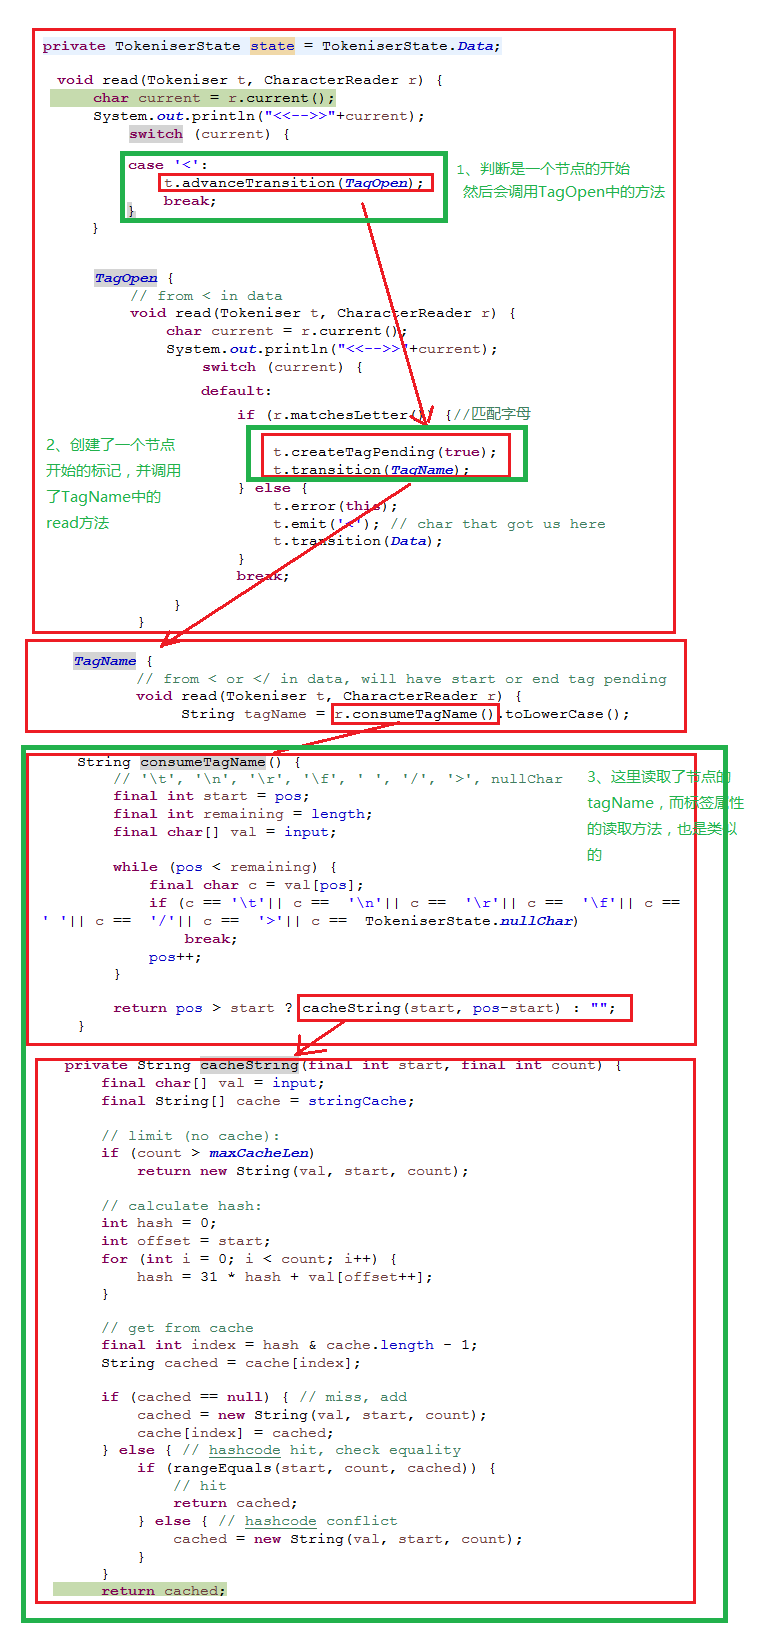 private TokeniserState state = TokeniserState.Data;
void read(Tokeniser t, CharacterReader r) {
char current = r.current();
System.out.println("<<-->>"+current);
switch (current) {
case '<':
t.advanceTransition(TagOpen);
break;
}
}
1、判断是一个节点的开始
然后会调用TagOpen中的方法
TagOpen {
// from < in data
void read(Tokeniser t, CharacterReader r) {
char current = r.current();
System.out.println("<<-->>"+current);
switch (current) {
default:
if (r.matchesLetter()) {//匹配字母
t.createTagPending(true);
t.transition(TagName);
} else {
t.error(this);
t.emit('<'); // char that got us here
t.transition(Data);
}
break;
}
}
2、创建了一个节点
开始的标记，并调用
了TagName中的
read方法
TagName {
// from < or </ in data, will have start or end tag pending
void read(Tokeniser t, CharacterReader r) {
String tagName = r.consumeTagName().toLowerCase();
String consumeTagName() {
// '\t', '\n', '\r', '\f', ' ', '/', '>', nullChar
final int start = pos;
final int remaining = length;
final char[] val = input;
while (pos < remaining) {
final char c = val[pos];
if (c == '\t'|| c ==  '\n'|| c ==  '\r'|| c ==  '\f'|| c ==
' '|| c ==  '/'|| c ==  '>'|| c ==  TokeniserState.nullChar)
break;
pos++;
}
return pos > start ? cacheString(start, pos-start) : "";
}
3、这里读取了节点的
tagName，而标签属性
的读取方法，也是类似
的
private String cacheString(final int start, final int count) {
final char[] val = input;
final String[] cache = stringCache;
// limit (no cache):
if (count > maxCacheLen)
return new String(val, start, count);
// calculate hash:
int hash = 0;
int offset = start;
for (int i = 0; i < count; i++) {
hash = 31 * hash + val[offset++];
}
// get from cache
final int index = hash & cache.length - 1;
String cached = cache[index];
if (cached == null) { // miss, add
cached = new String(val, start, count);
cache[index] = cached;
} else { // hashcode hit, check equality
if (rangeEquals(start, count, cached)) {
// hit
return cached;
} else { // hashcode conflict
cached = new String(val, start, count);
}
}
return cached;